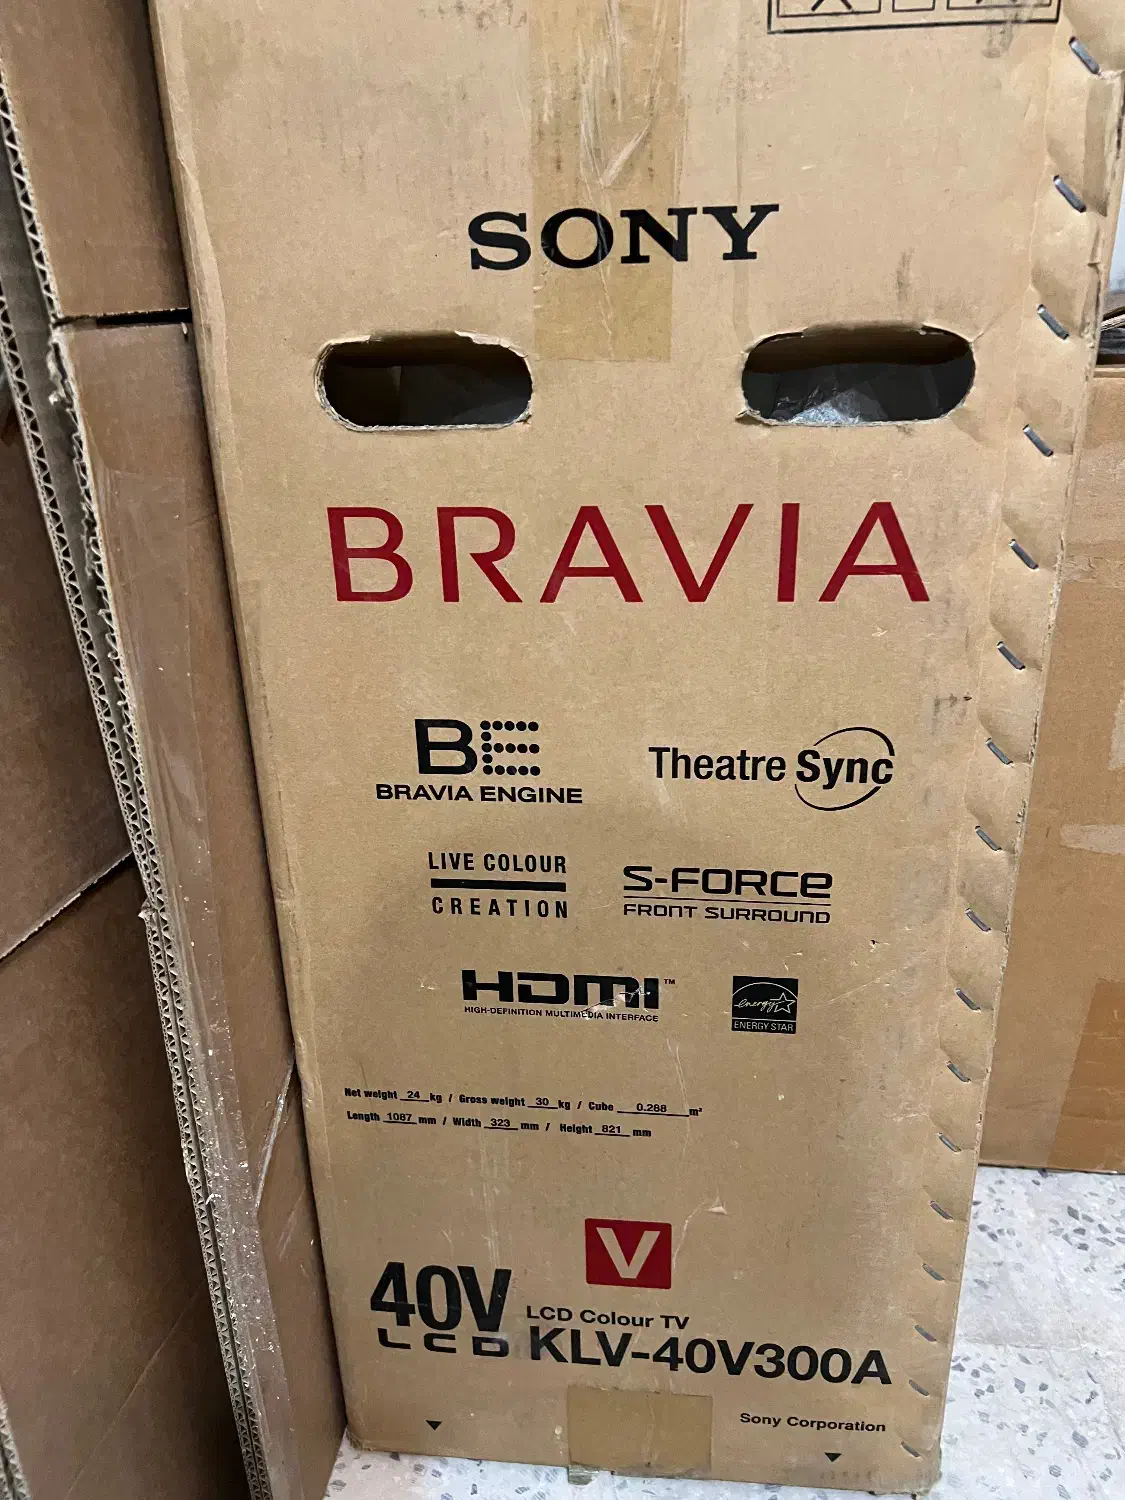 SONY
BRAVIA
BE
BRAVIA ENGINE
Theatre Sync
LIVE COLOUR
CREATION
S-FORCE
FRONT SURROUND
HDMI™
HIGH-DEFINITION MULTIMEDIA INTERFACE
energy
ENERGY STAR
Net weight 24 kg / Gross weight 30 kg / Cube 0.288 m³
Length 1087 mm / Width 323 mm / Height 821 mm
V
40V
LCD
LCD Colour TV
KLV-40V300A
Sony Corporation